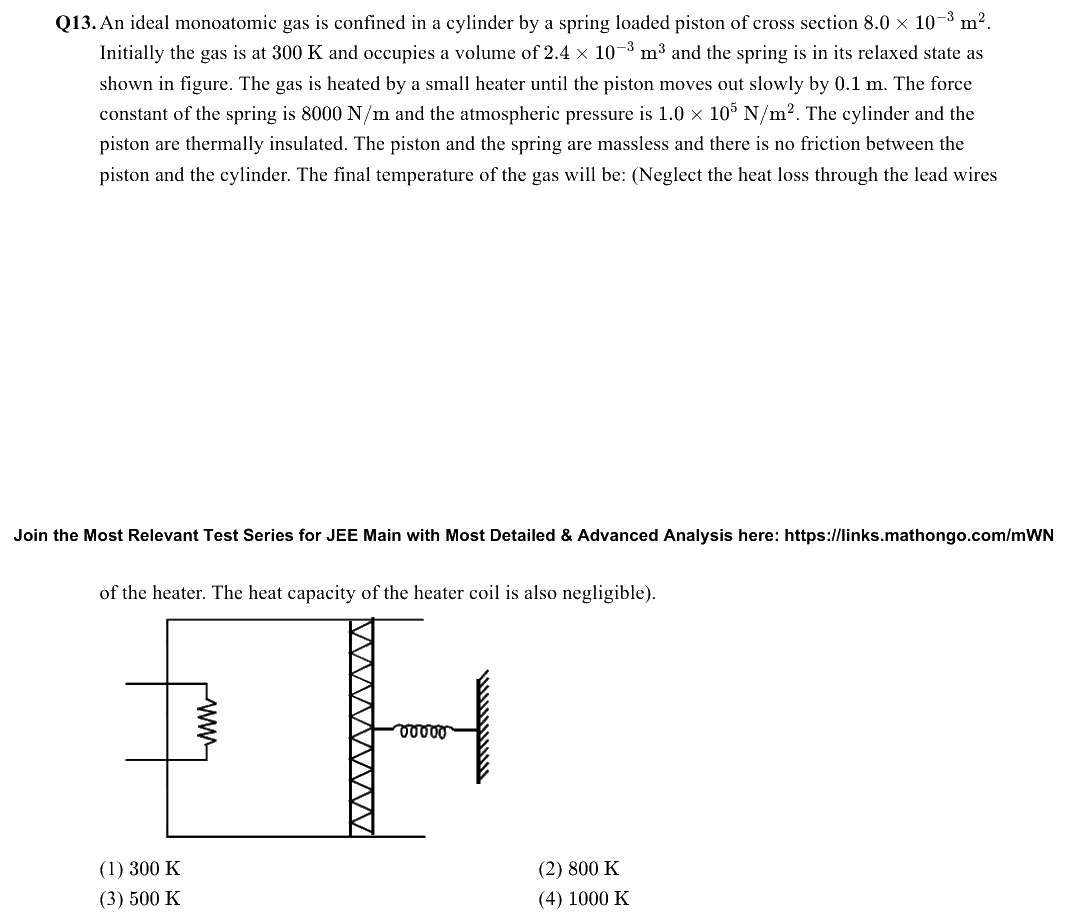 Q13. An ideal monoatomic gas is confined in a cylinder by a spring loaded piston of cross section 8.0 × 10⁻³ m².
Initially the gas is at 300 K and occupies a volume of 2.4 × 10⁻³ m³ and the spring is in its relaxed state as
shown in figure. The gas is heated by a small heater until the piston moves out slowly by 0.1 m. The force
constant of the spring is 8000 N/m and the atmospheric pressure is 1.0 × 10⁵ N/m². The cylinder and the
piston are thermally insulated. The piston and the spring are massless and there is no friction between the
piston and the cylinder. The final temperature of the gas will be: (Neglect the heat loss through the lead wires
Join the Most Relevant Test Series for JEE Main with Most Detailed & Advanced Analysis here: https://links.mathongo.com/mWN
of the heater. The heat capacity of the heater coil is also negligible).
(1) 300 K (2) 800 K
(3) 500 K (4) 1000 K